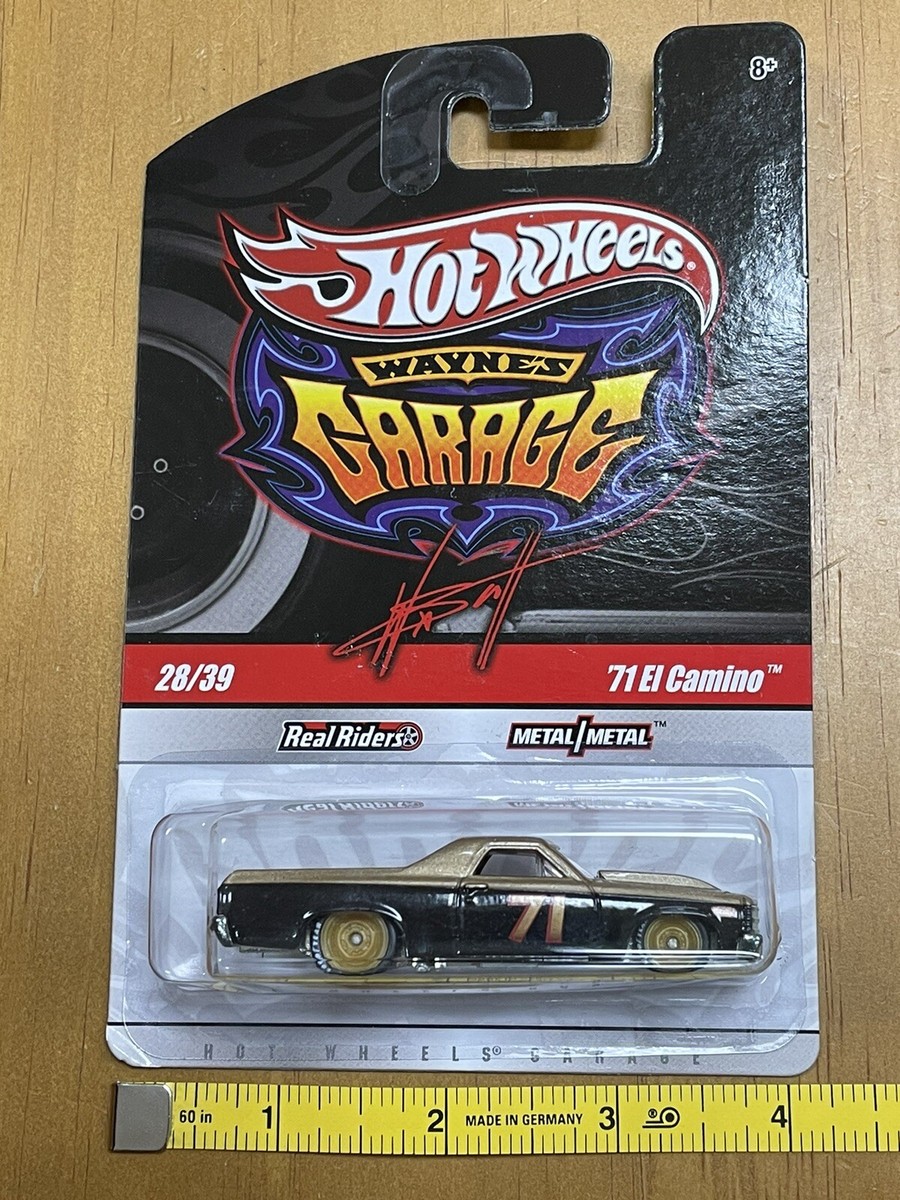 8+
Hot Wheels®
WAYNE'S
GARAGE
28/39
'71 El Camino™
Real Riders
METAL/METAL™
71
HOT WHEELS® GARAGE
60 in 1 2 MADE IN GERMANY 3 4